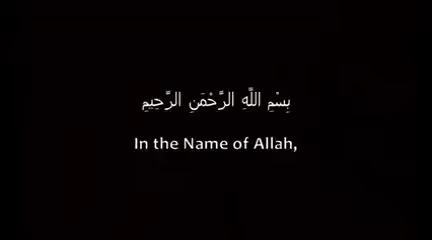 بِسْمِ اللَّهِ الرَّحْمَنِ الرَّحِيمِ
In the Name of Allah,